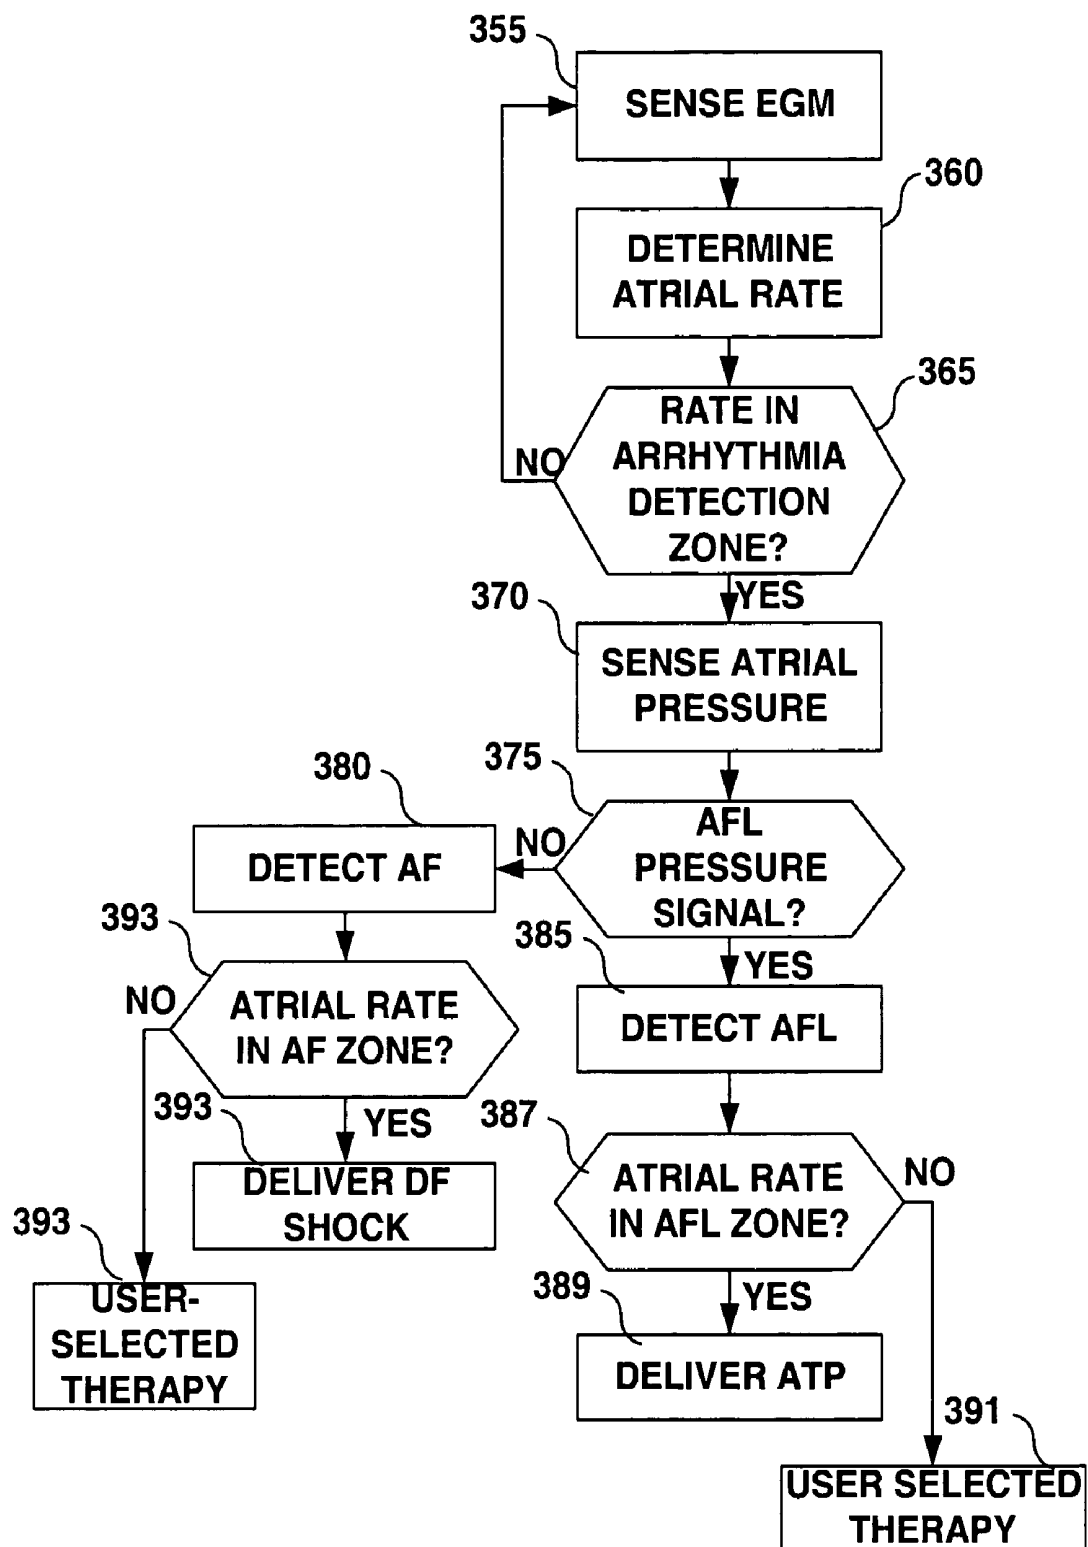 355
SENSE EGM
360
DETERMINE
ATRIAL RATE
365
RATE IN
ARRHYTHMIA
DETECTION
ZONE?
NO
YES
370
SENSE ATRIAL
PRESSURE
375
AFL
PRESSURE
SIGNAL?
NO
YES
380
DETECT AF
393
ATRIAL RATE
IN AF ZONE?
NO
YES
393
DELIVER DF
SHOCK
393
USER-
SELECTED
THERAPY
385
DETECT AFL
387
ATRIAL RATE
IN AFL ZONE?
NO
YES
389
DELIVER ATP
391
USER SELECTED
THERAPY